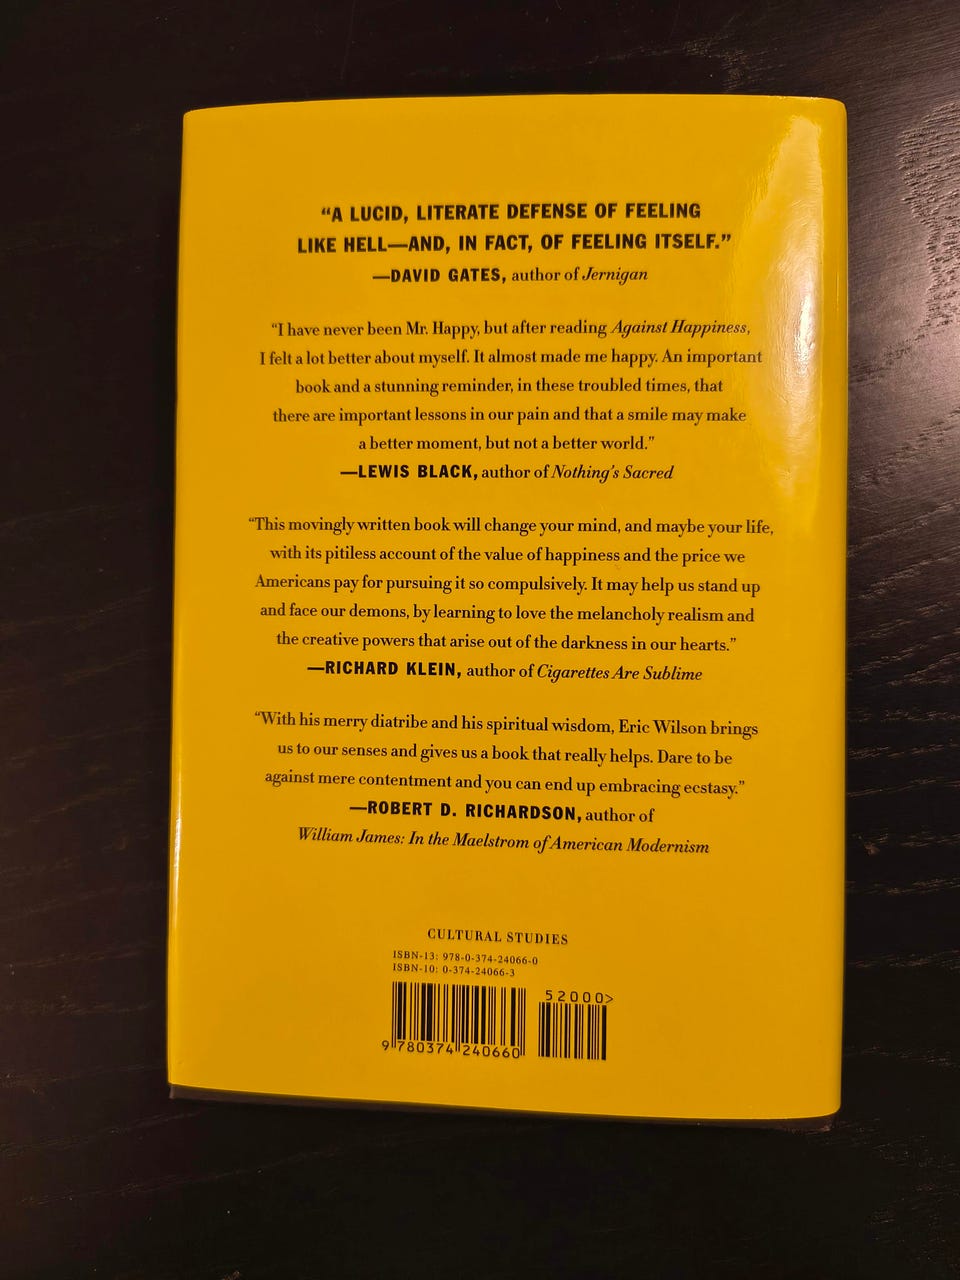 “A LUCID, LITERATE DEFENSE OF FEELING
LIKE HELL—AND, IN FACT, OF FEELING ITSELF.”
—DAVID GATES, author of Jernigan
“I have never been Mr. Happy, but after reading Against Happiness,
I felt a lot better about myself. It almost made me happy. An important
book and a stunning reminder, in these troubled times, that
there are important lessons in our pain and that a smile may make
a better moment, but not a better world.”
—LEWIS BLACK, author of Nothing’s Sacred
“This movingly written book will change your mind, and maybe your life,
with its pitiless account of the value of happiness and the price we
Americans pay for pursuing it so compulsively. It may help us stand up
and face our demons, by learning to love the melancholy realism and
the creative powers that arise out of the darkness in our hearts.”
—RICHARD KLEIN, author of Cigarettes Are Sublime
“With his merry diatribe and his spiritual wisdom, Eric Wilson brings
us to our senses and gives us a book that really helps. Dare to be
against mere contentment and you can end up embracing ecstasy.”
—ROBERT D. RICHARDSON, author of
William James: In the Maelstrom of American Modernism
CULTURAL STUDIES
ISBN-13: 978-0-374-24066-0
ISBN-10: 0-374-24066-3
52000>
9 780374 240660